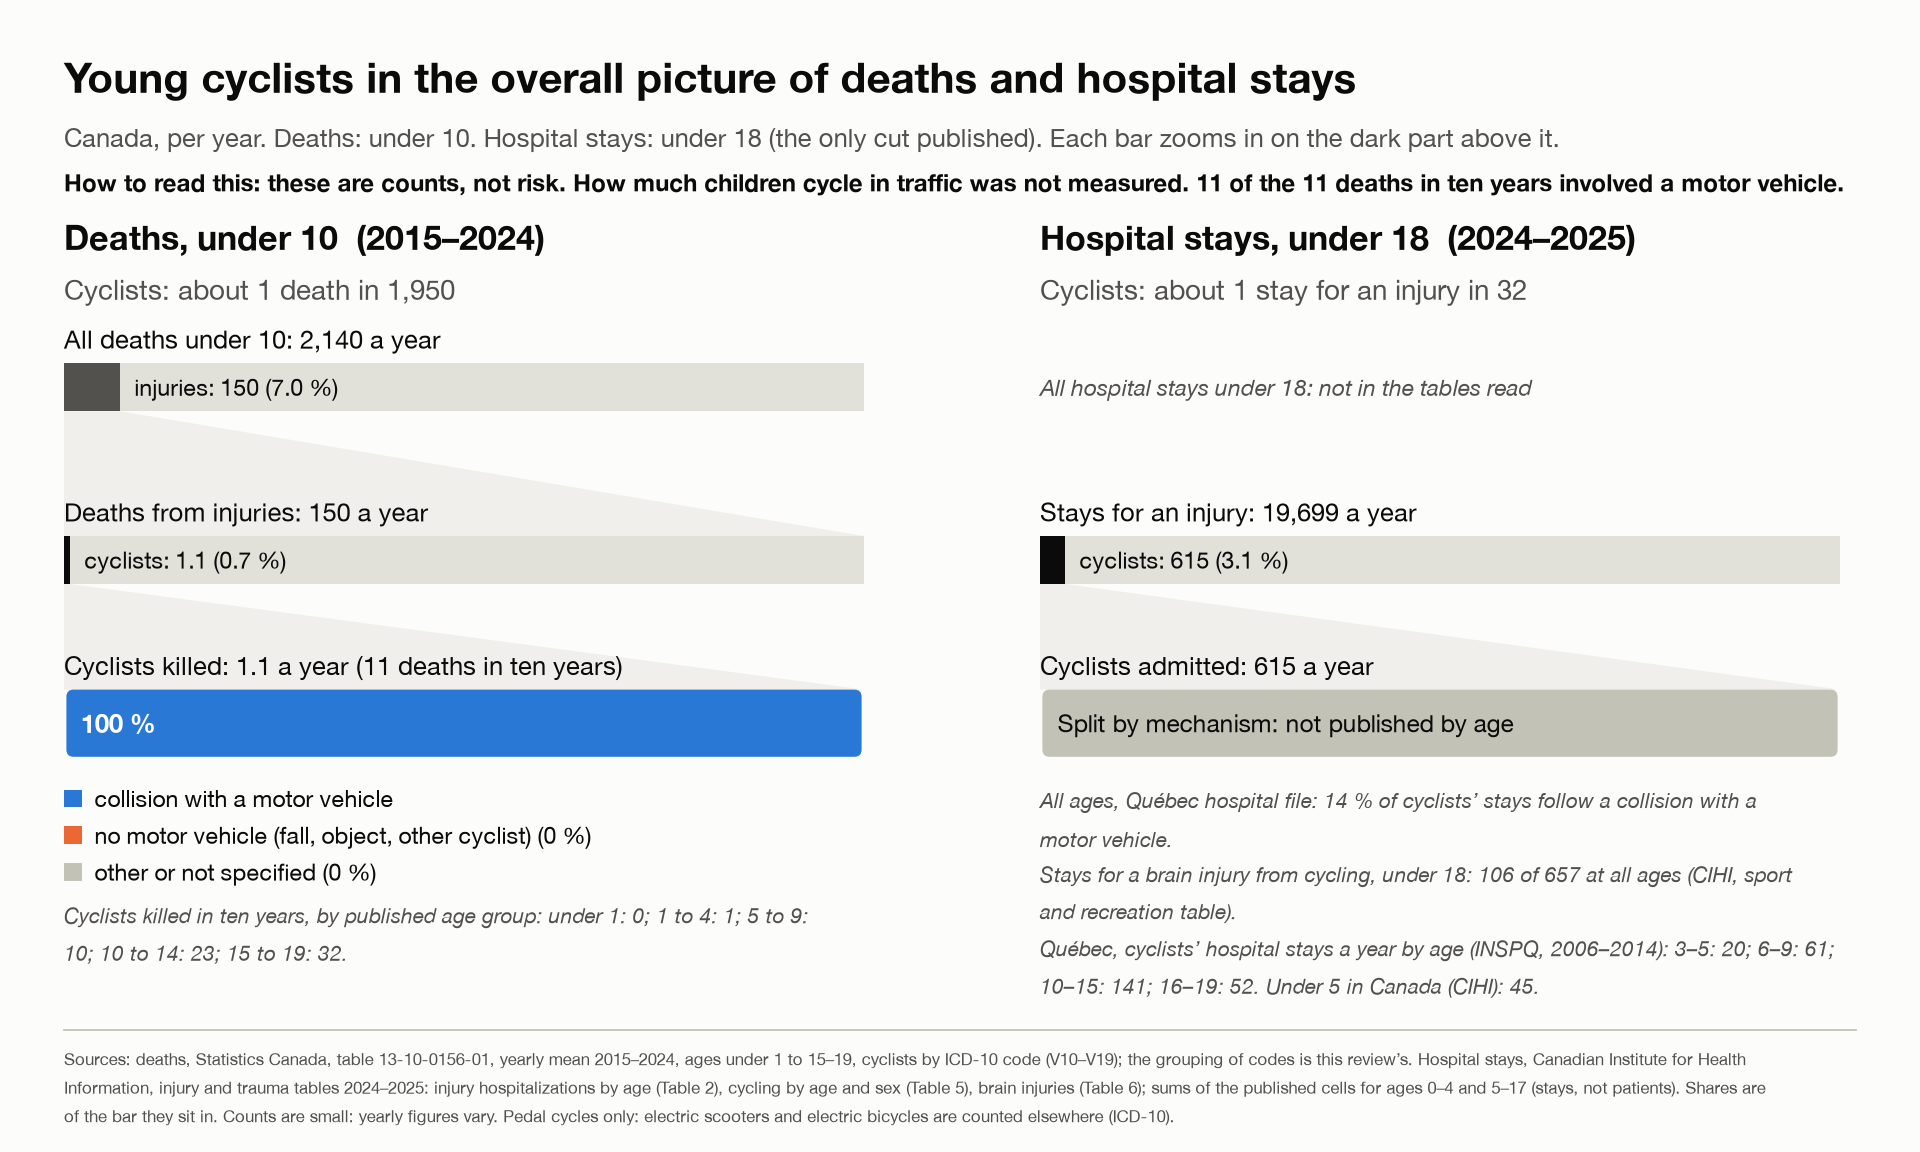 Young cyclists in the overall picture of deaths and hospital stays
Canada, per year. Deaths: under 10. Hospital stays: under 18 (the only cut published). Each bar zooms in on the dark part above it.
How to read this: these are counts, not risk. How much children cycle in traffic was not measured. 11 of the 11 deaths in ten years involved a motor vehicle.
Deaths, under 10 (2015–2024)
Cyclists: about 1 death in 1,950
All deaths under 10: 2,140 a year
injuries: 150 (7.0 %)
Deaths from injuries: 150 a year
cyclists: 1.1 (0.7 %)
Cyclists killed: 1.1 a year (11 deaths in ten years)
100 %
collision with a motor vehicle
no motor vehicle (fall, object, other cyclist) (0 %)
other or not specified (0 %)
Cyclists killed in ten years, by published age group: under 1: 0; 1 to 4: 1; 5 to 9:
10; 10 to 14: 23; 15 to 19: 32.
Hospital stays, under 18 (2024–2025)
Cyclists: about 1 stay for an injury in 32
All hospital stays under 18: not in the tables read
Stays for an injury: 19,699 a year
cyclists: 615 (3.1 %)
Cyclists admitted: 615 a year
Split by mechanism: not published by age
All ages, Québec hospital file: 14 % of cyclists’ stays follow a collision with a
motor vehicle.
Stays for a brain injury from cycling, under 18: 106 of 657 at all ages (CIHI, sport
and recreation table).
Québec, cyclists’ hospital stays a year by age (INSPQ, 2006–2014): 3–5: 20; 6–9: 61;
10–15: 141; 16–19: 52. Under 5 in Canada (CIHI): 45.
Sources: deaths, Statistics Canada, table 13-10-0156-01, yearly mean 2015–2024, ages under 1 to 15–19, cyclists by ICD-10 code (V10–V19); the grouping of codes is this review’s. Hospital stays, Canadian Institute for Health
Information, injury and trauma tables 2024–2025: injury hospitalizations by age (Table 2), cycling by age and sex (Table 5), brain injuries (Table 6); sums of the published cells for ages 0–4 and 5–17 (stays, not patients). Shares are
of the bar they sit in. Counts are small: yearly figures vary. Pedal cycles only: electric scooters and electric bicycles are counted elsewhere (ICD-10).